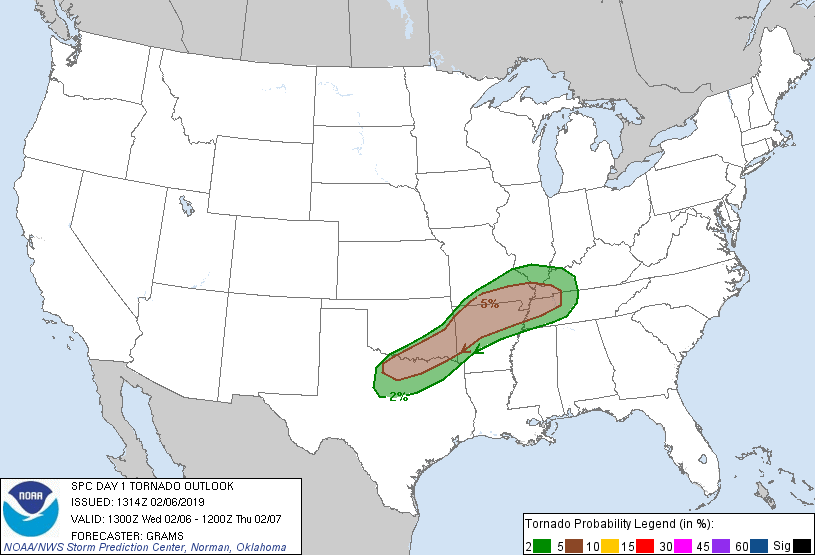 5%
2%
NOAA
SPC DAY 1 TORNADO OUTLOOK
ISSUED: 1314Z 02/06/2019
VALID: 1300Z Wed 02/06 - 1200Z Thu 02/07
FORECASTER: GRAMS
NOAA/NWS Storm Prediction Center, Norman, Oklahoma
Tornado Probability Legend (in %):
2 5 10 15 30 45 60 Sig